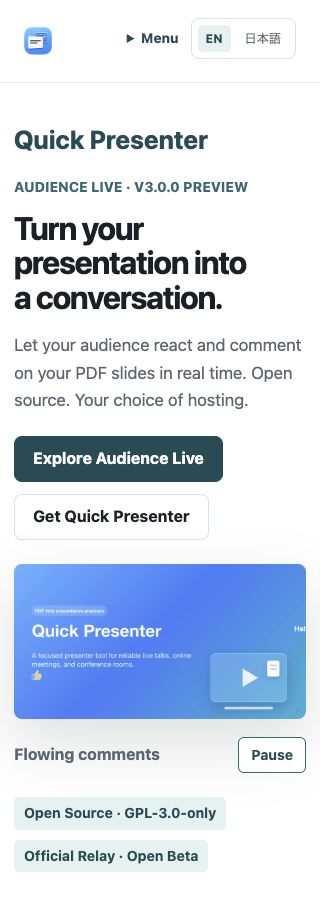 Menu
EN
日本語
Quick Presenter
AUDIENCE LIVE · V3.0.0 PREVIEW
Turn your
presentation into
a conversation.
Let your audience react and comment
on your PDF slides in real time. Open
source. Your choice of hosting.
Explore Audience Live
Get Quick Presenter
PDF-first presentation playback
Quick Presenter
A focused presenter tool for reliable live talks, online
meetings, and conference rooms.
Hel
Flowing comments
Pause
Open Source · GPL-3.0-only
Official Relay · Open Beta